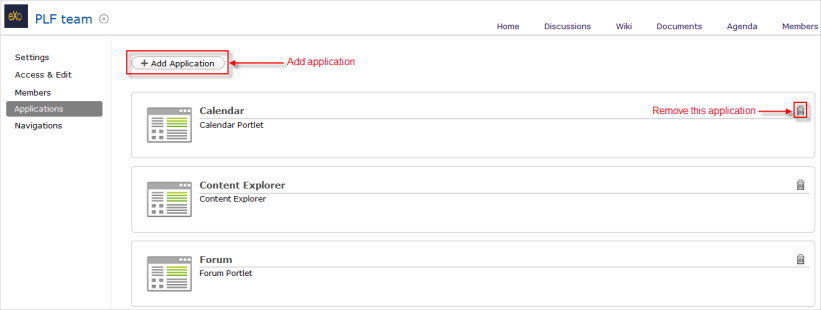 eXo PLF team
Home Discussions Wiki Documents Agenda Members
Settings
Access & Edit
Members
Applications
Navigations
+ Add Application
Add application
Calendar
Calendar Portlet
Remove this application
Content Explorer
Content Explorer
Forum
Forum Portlet